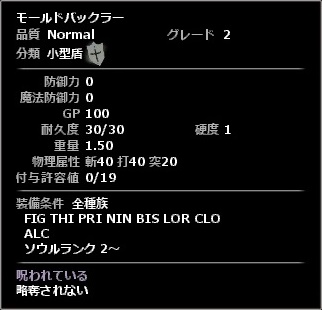 モールドバックラー
品質 Normal グレード 2
分類 小型盾
防御力 0
魔法防御力 0
GP 100
耐久度 30/30 硬度 1
重量 1.50
物理属性 斬40 打40 突20
付与許容値 0/19
装備条件 全種族
FIG THI PRI NIN BIS LOR CLO
ALC
ソウルランク 2～
呪われている
略奪されない